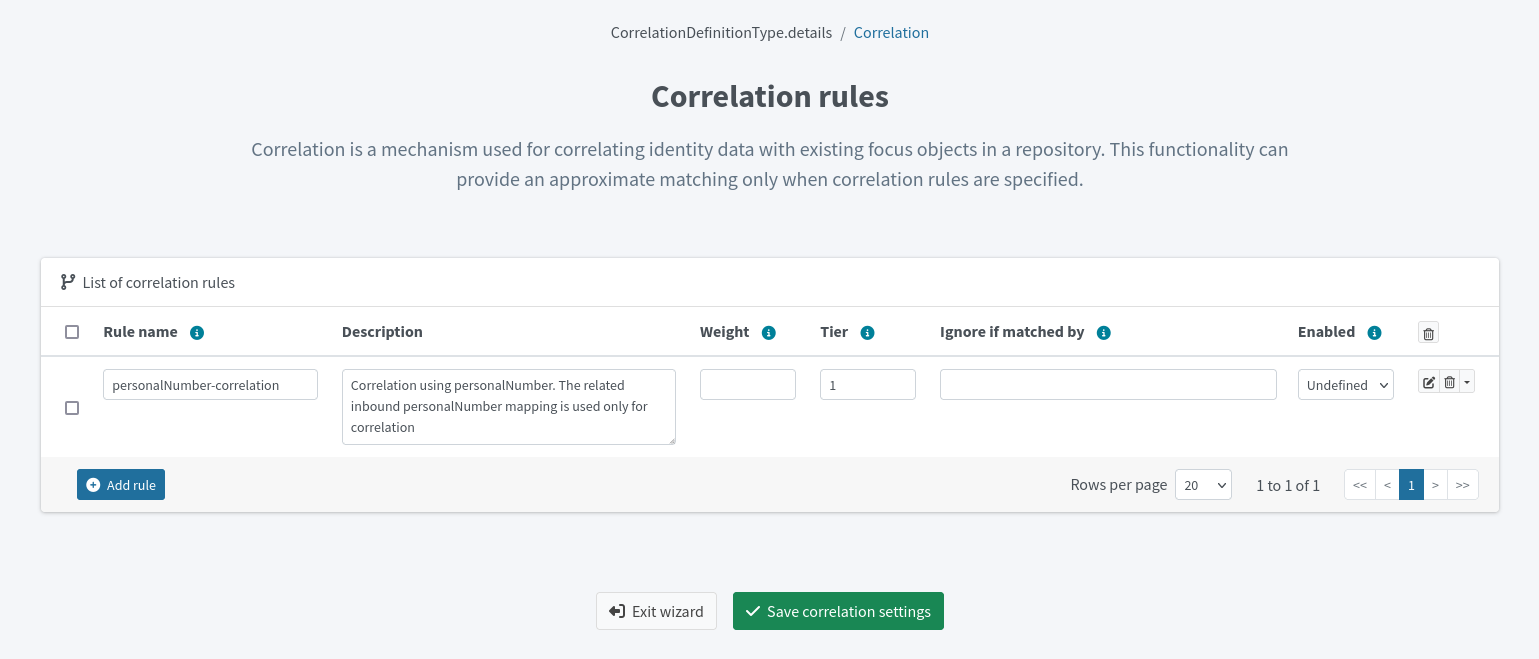 CorrelationDefinitionType.details / Correlation
Correlation rules
Correlation is a mechanism used for correlating identity data with existing focus objects in a repository. This functionality can
provide an approximate matching only when correlation rules are specified.
List of correlation rules
Rule name Description Weight Tier Ignore if matched by Enabled
personalNumber-correlation
Correlation using personalNumber. The related
inbound personalNumber mapping is used only for
correlation
1
Undefined
Add rule
Rows per page 20 1 to 1 of 1 << < 1 > >>
Exit wizard Save correlation settings